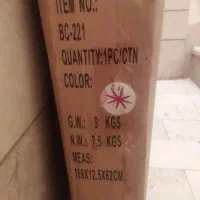 ITEM NO.:
BC-221
QUANTITY:1PC/CTN
COLOR:
G.W.: 9 KGS
N.W.: 7.5 KGS
MEAS: